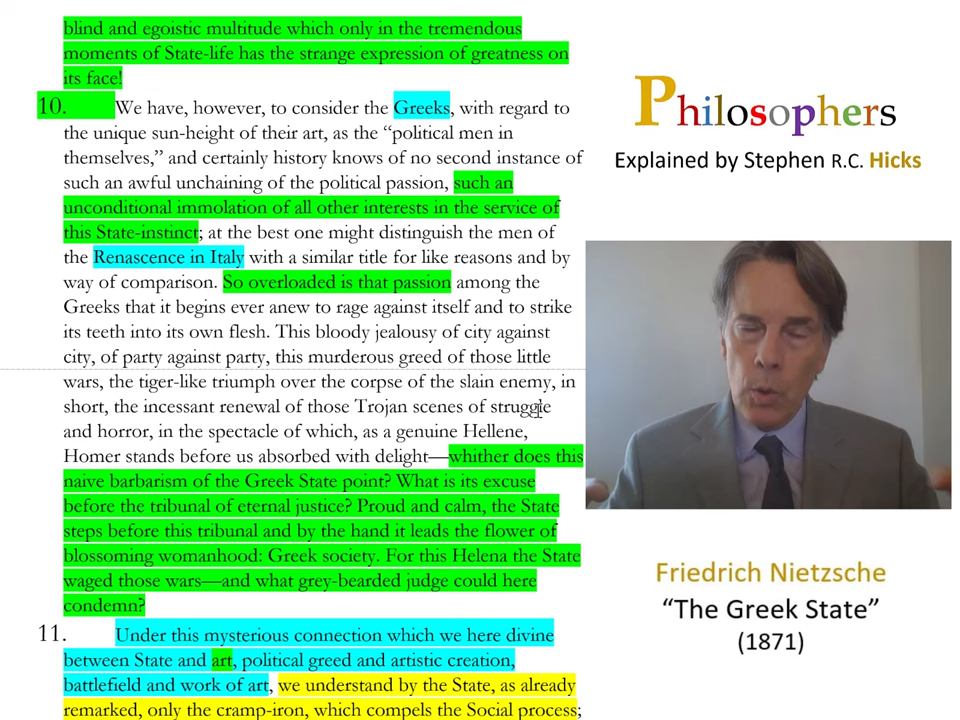 blind and egoistic multitude which only in the tremendous
moments of State-life has the strange expression of greatness on
its face!
10. We have, however, to consider the Greeks, with regard to
the unique sun-height of their art, as the “political men in
themselves,” and certainly history knows of no second instance of
such an awful unchaining of the political passion, such an
unconditional immolation of all other interests in the service of
this State-instinct; at the best one might distinguish the men of
the Renascence in Italy with a similar title for like reasons and by
way of comparison. So overloaded is that passion among the
Greeks that it begins ever anew to rage against itself and to strike
its teeth into its own flesh. This bloody jealousy of city against
city, of party against party, this murderous greed of those little
wars, the tiger-like triumph over the corpse of the slain enemy, in
short, the incessant renewal of those Trojan scenes of struggle
and horror, in the spectacle of which, as a genuine Hellene,
Homer stands before us absorbed with delight—whither does this
naive barbarism of the Greek State point? What is its excuse
before the tribunal of eternal justice? Proud and calm, the State
steps before this tribunal and by the hand it leads the flower of
blossoming womanhood: Greek society. For this Helena the State
waged those wars—and what grey-bearded judge could here
condemn?
11. Under this mysterious connection which we here divine
between State and art, political greed and artistic creation,
battlefield and work of art, we understand by the State, as already
remarked, only the cramp-iron, which compels the Social process;
Philosophers
Explained by Stephen R.C. Hicks
Friedrich Nietzsche
“The Greek State”
(1871)